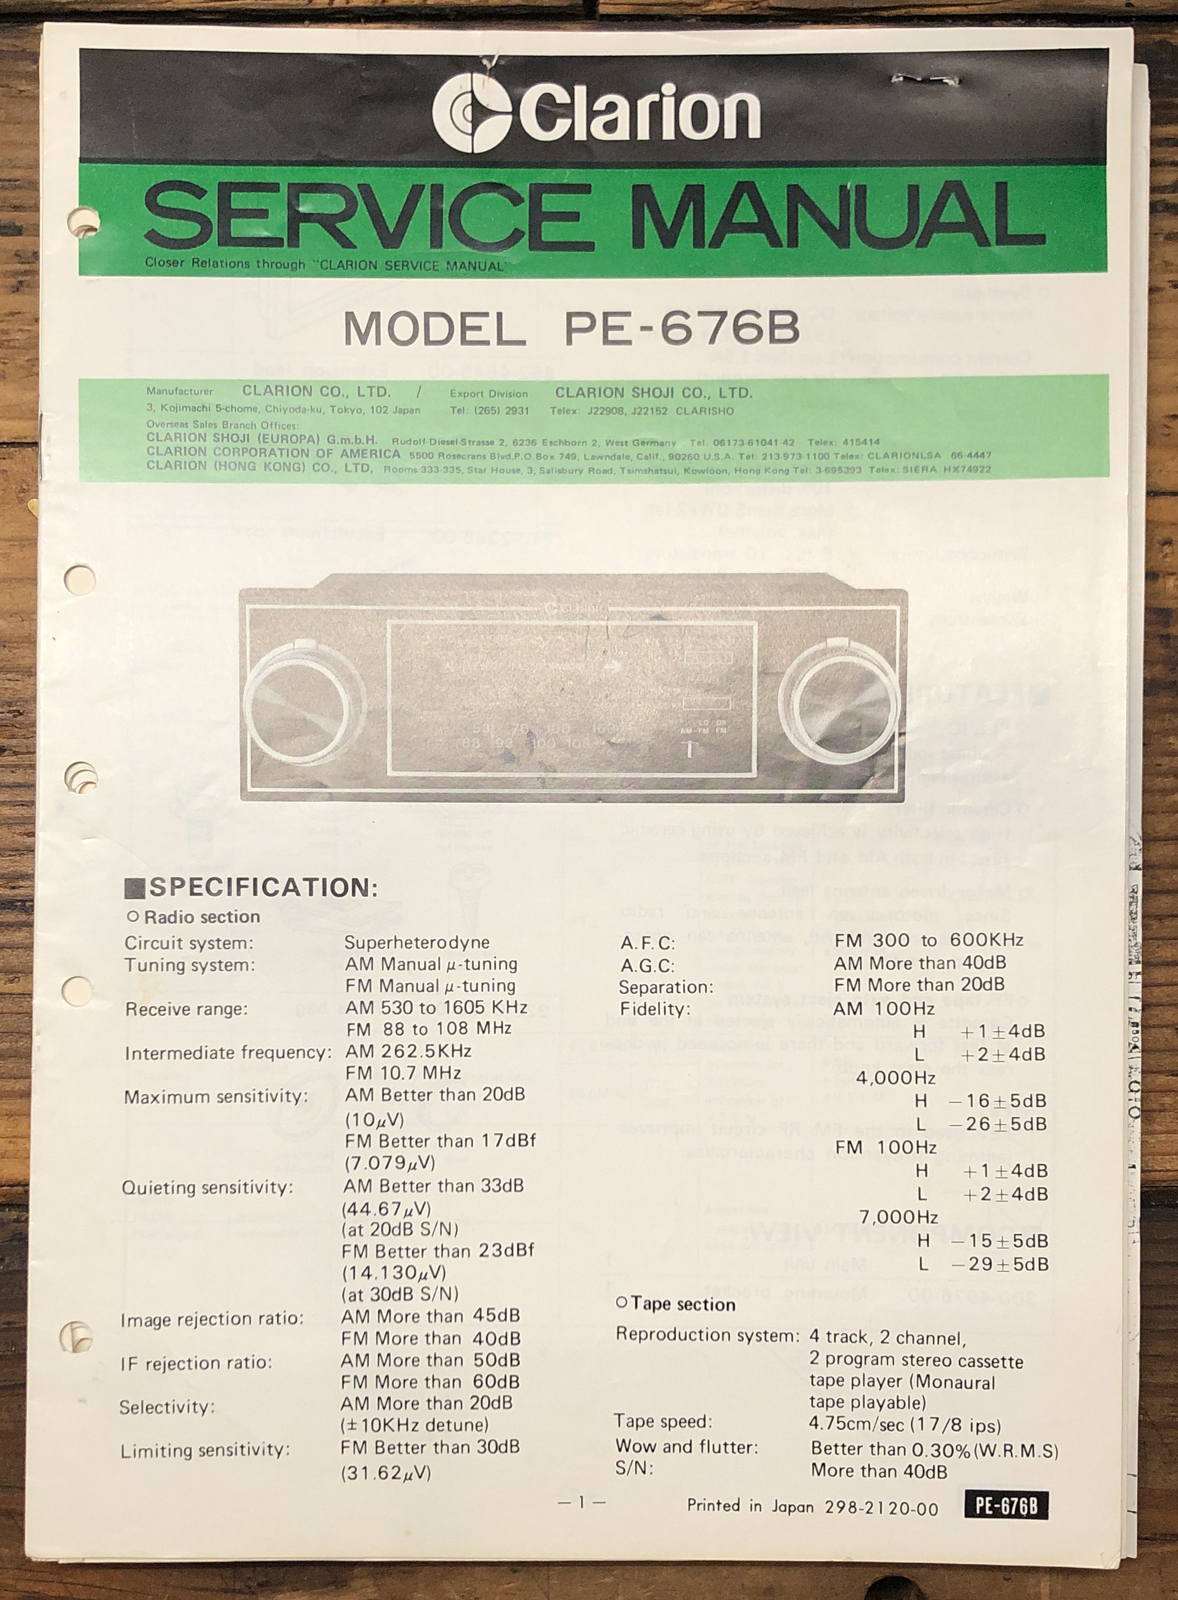 Clarion
SERVICE MANUAL
Closer Relations through "CLARION SERVICE MANUAL"
MODEL PE-676B
Manufacturer CLARION CO., LTD. / Export Division CLARION SHOJI CO., LTD.
3, Kojimachi 5-chome, Chiyoda-ku, Tokyo, 102 Japan Tel: (265) 2931 Telex: J22908, J22152 CLARISHO
Overseas Sales Branch Offices:
CLARION SHOJI (EUROPA) G.m.b.H. Rudolf-Diesel-Strasse 2, 6236 Eschborn 2, West Germany Tel. 06173-61041-42 Telex: 415414
CLARION CORPORATION OF AMERICA 5500 Rosecrans Blvd,P.O.Box 749, Lawndale, Calif., 90260 U.S.A. Tel: 213-973-1100 Telex: CLARIONLSA 66-4447
CLARION (HONG KONG) CO., LTD, Rooms 333-335, Star House, 3, Salisbury Road, Tsimshatsui, Kowloon, Hong Kong Tel: 3-695393 Telex: SIERA HX74922
Clarion
LO DX
AM-FM-FM
53 70 100 160
88 92 100 108
■SPECIFICATION:
○ Radio section
Circuit system: Superheterodyne
Tuning system: AM Manual μ-tuning
FM Manual μ-tuning
Receive range: AM 530 to 1605 KHz
FM 88 to 108 MHz
Intermediate frequency: AM 262.5KHz
FM 10.7 MHz
Maximum sensitivity: AM Better than 20dB
(10μV)
FM Better than 17dBf
(7.079μV)
Quieting sensitivity: AM Better than 33dB
(44.67μV)
(at 20dB S/N)
FM Better than 23dBf
(14.130μV)
(at 30dB S/N)
Image rejection ratio: AM More than 45dB
FM More than 40dB
IF rejection ratio: AM More than 50dB
FM More than 60dB
Selectivity: AM More than 20dB
(±10KHz detune)
Limiting sensitivity: FM Better than 30dB
(31.62μV)
A.F.C: FM 300 to 600KHz
A.G.C: AM More than 40dB
Separation: FM More than 20dB
Fidelity: AM 100Hz
H +1±4dB
L +2±4dB
4,000Hz
H −16±5dB
L −26±5dB
FM 100Hz
H +1±4dB
L +2±4dB
7,000Hz
H −15±5dB
L −29±5dB
○Tape section
Reproduction system: 4 track, 2 channel,
2 program stereo cassette
tape player (Monaural
tape playable)
Tape speed: 4.75cm/sec (17/8 ips)
Wow and flutter: Better than 0.30% (W.R.M.S)
S/N: More than 40dB
— 1 —
Printed in Japan 298-2120-00 PE-676B